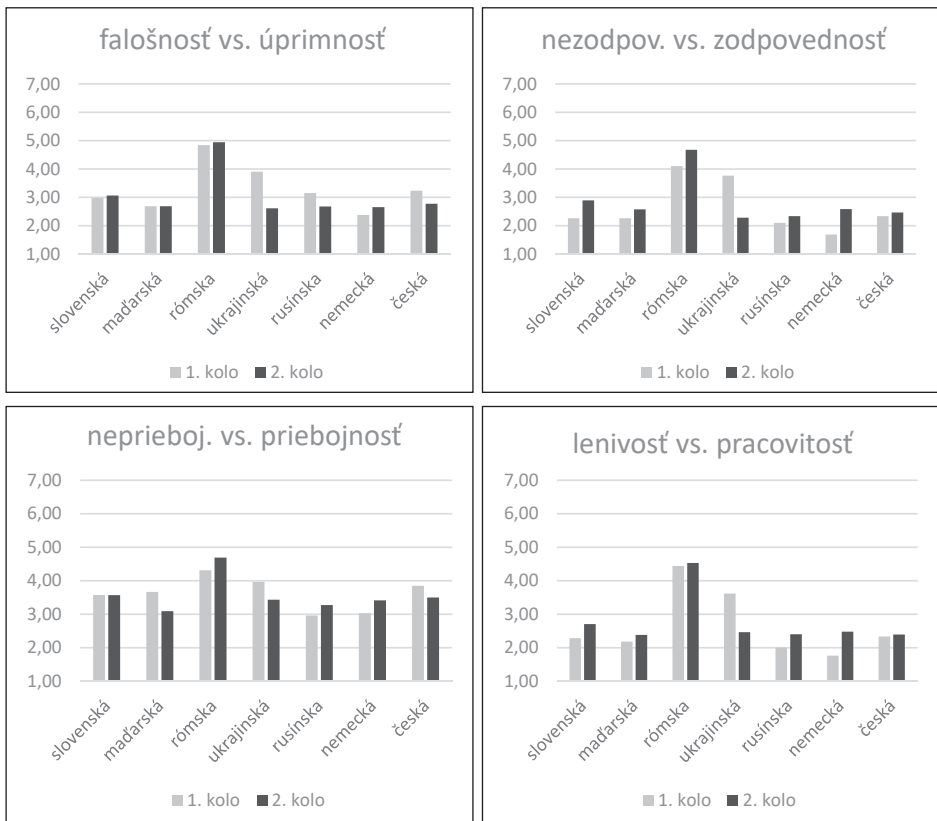 falošnosť vs. úprimnosť
7,00
6,00
5,00
4,00
3,00
2,00
1,00
slovenská
maďarská
rómska
ukrajinská
rusínska
nemecká
česká
1. kolo 2. kolo
nezodpov. vs. zodpovednosť
7,00
6,00
5,00
4,00
3,00
2,00
1,00
slovenská
maďarská
rómska
ukrajinská
rusínska
nemecká
česká
1. kolo 2. kolo
neprieboj. vs. priebojnosť
7,00
6,00
5,00
4,00
3,00
2,00
1,00
slovenská
maďarská
rómska
ukrajinská
rusínska
nemecká
česká
1. kolo 2. kolo
lenivosť vs. pracovitosť
7,00
6,00
5,00
4,00
3,00
2,00
1,00
slovenská
maďarská
rómska
ukrajinská
rusínska
nemecká
česká
1. kolo 2. kolo